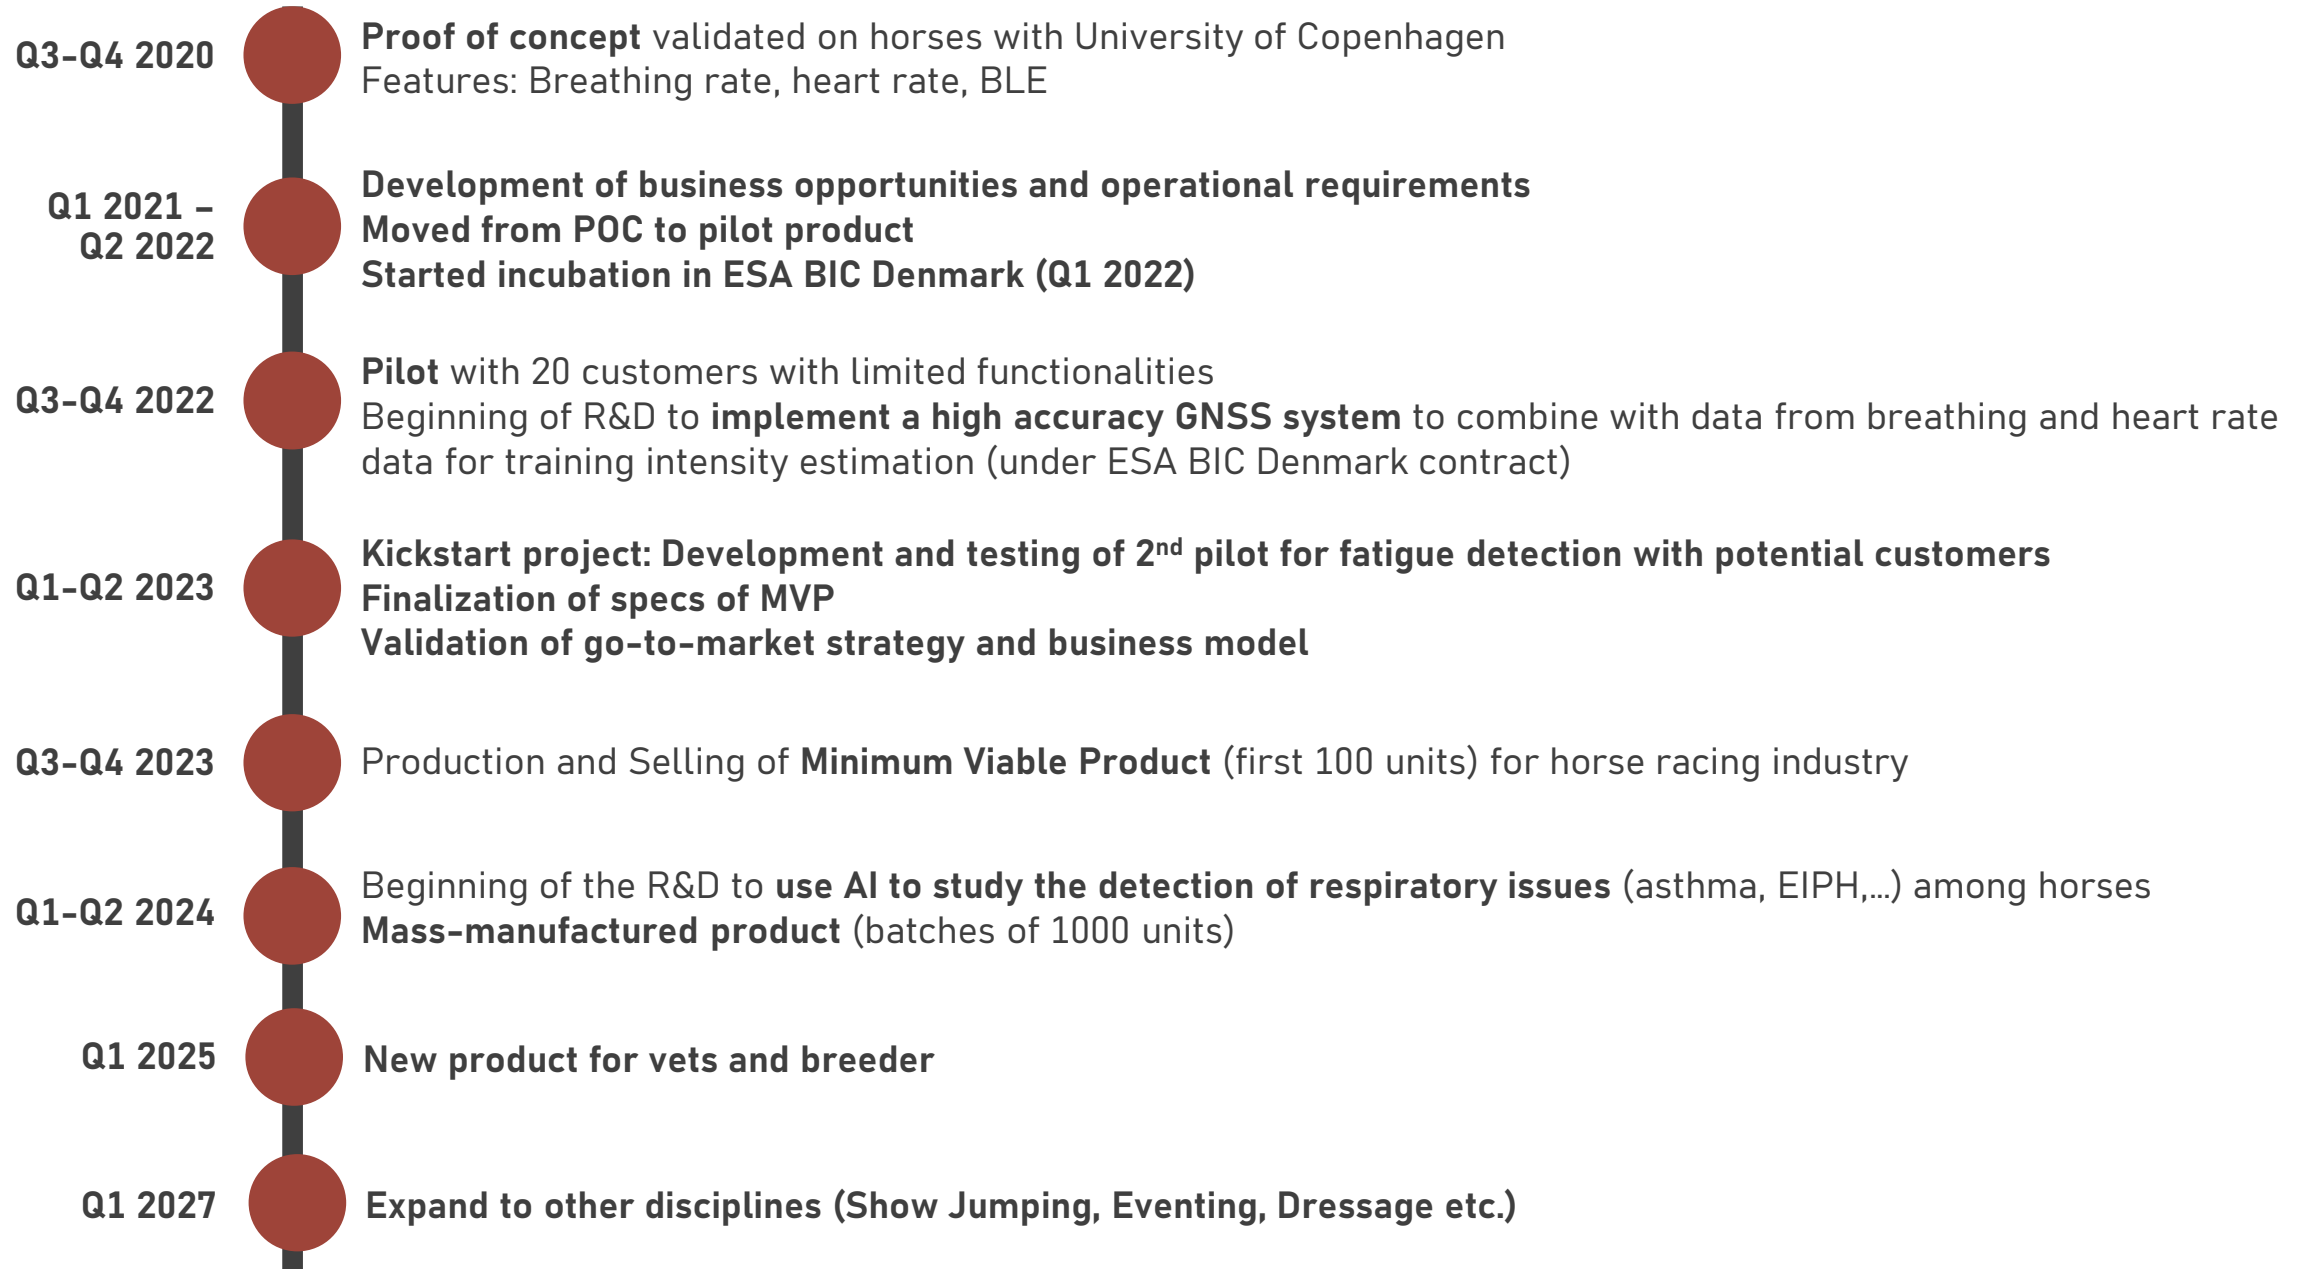 Q3-Q4 2020
Proof of concept validated on horses with University of Copenhagen
Features: Breathing rate, heart rate, BLE
Q1 2021 –
Q2 2022
Development of business opportunities and operational requirements
Moved from POC to pilot product
Started incubation in ESA BIC Denmark (Q1 2022)
Q3-Q4 2022
Pilot with 20 customers with limited functionalities
Beginning of R&D to implement a high accuracy GNSS system to combine with data from breathing and heart rate
data for training intensity estimation (under ESA BIC Denmark contract)
Q1-Q2 2023
Kickstart project: Development and testing of 2nd pilot for fatigue detection with potential customers
Finalization of specs of MVP
Validation of go-to-market strategy and business model
Q3-Q4 2023
Production and Selling of Minimum Viable Product (first 100 units) for horse racing industry
Q1-Q2 2024
Beginning of the R&D to use AI to study the detection of respiratory issues (asthma, EIPH,...) among horses
Mass-manufactured product (batches of 1000 units)
Q1 2025
New product for vets and breeder
Q1 2027
Expand to other disciplines (Show Jumping, Eventing, Dressage etc.)